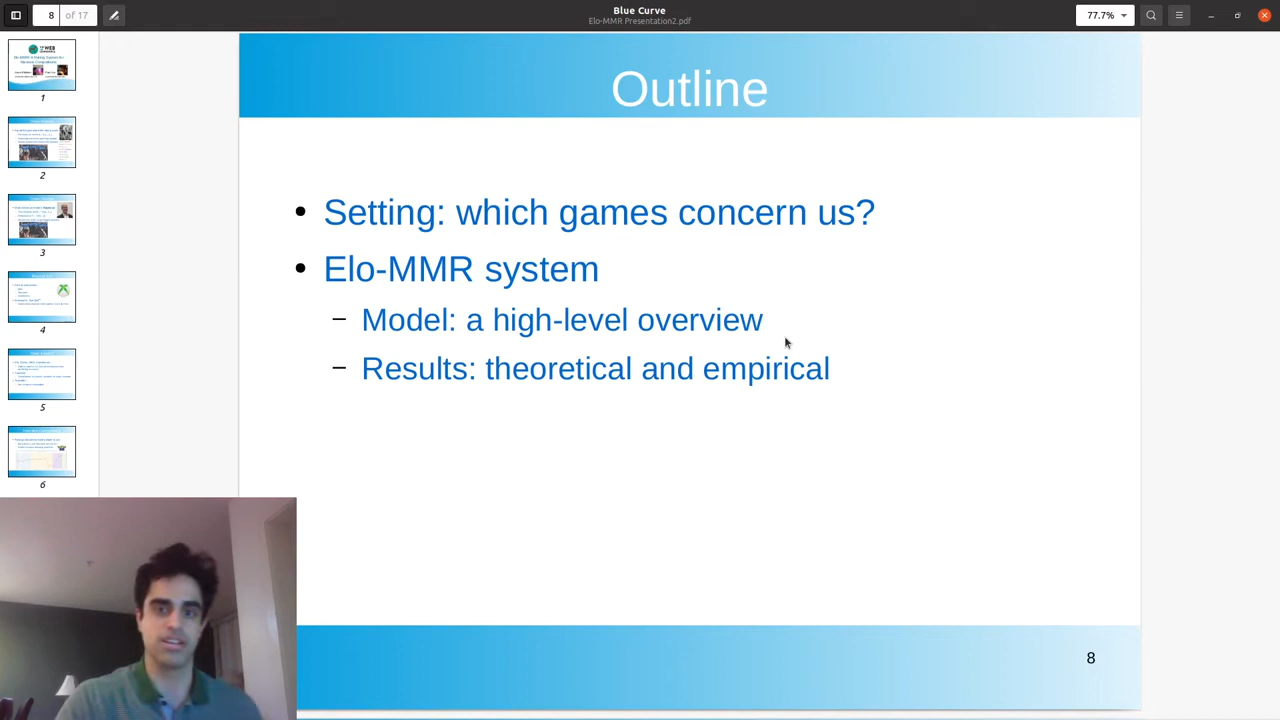 8 of 17
Blue Curve
Elo-MMR Presentation2.pdf
77.7%
1
2
3
4
5
6
Outline
• Setting: which games concern us?
• Elo-MMR system
– Model: a high-level overview
– Results: theoretical and empirical
8